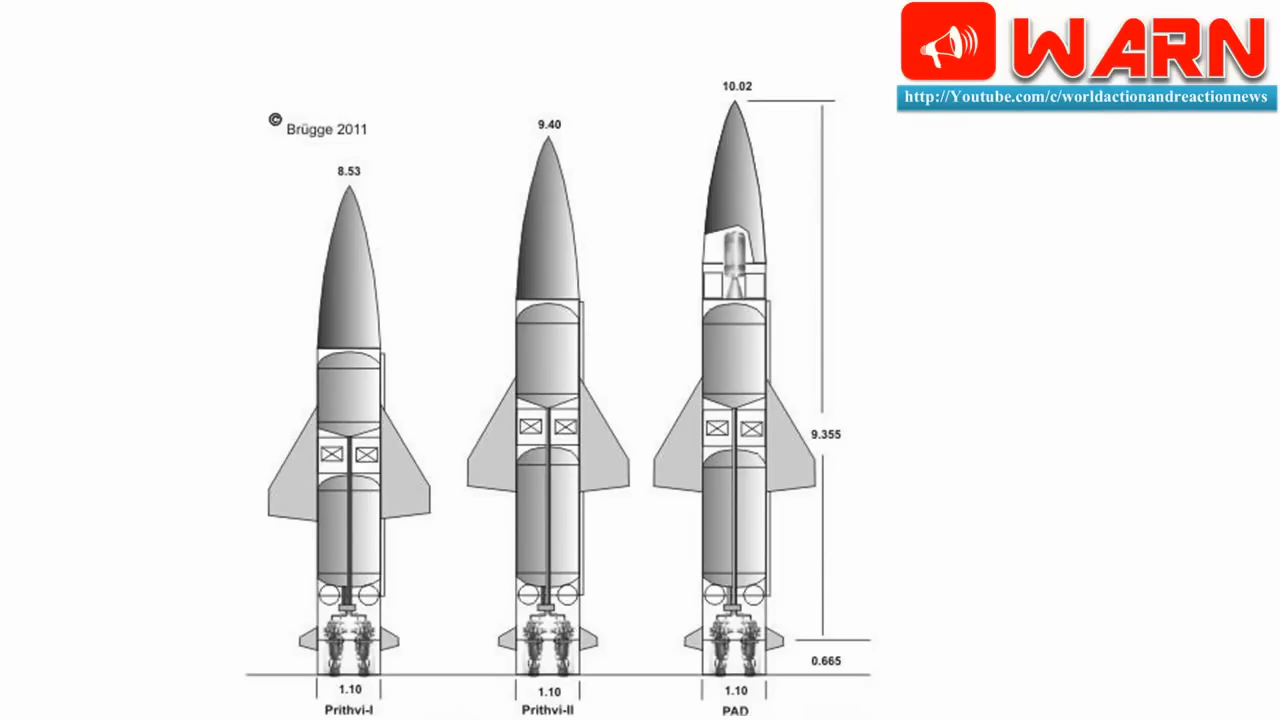 WARN
http://Youtube.com/c/worldactionandreactionnews
© Brügge 2011
8.53
9.40
10.02
9.355
0.665
1.10
1.10
1.10
Prithvi-I
Prithvi-II
PAD